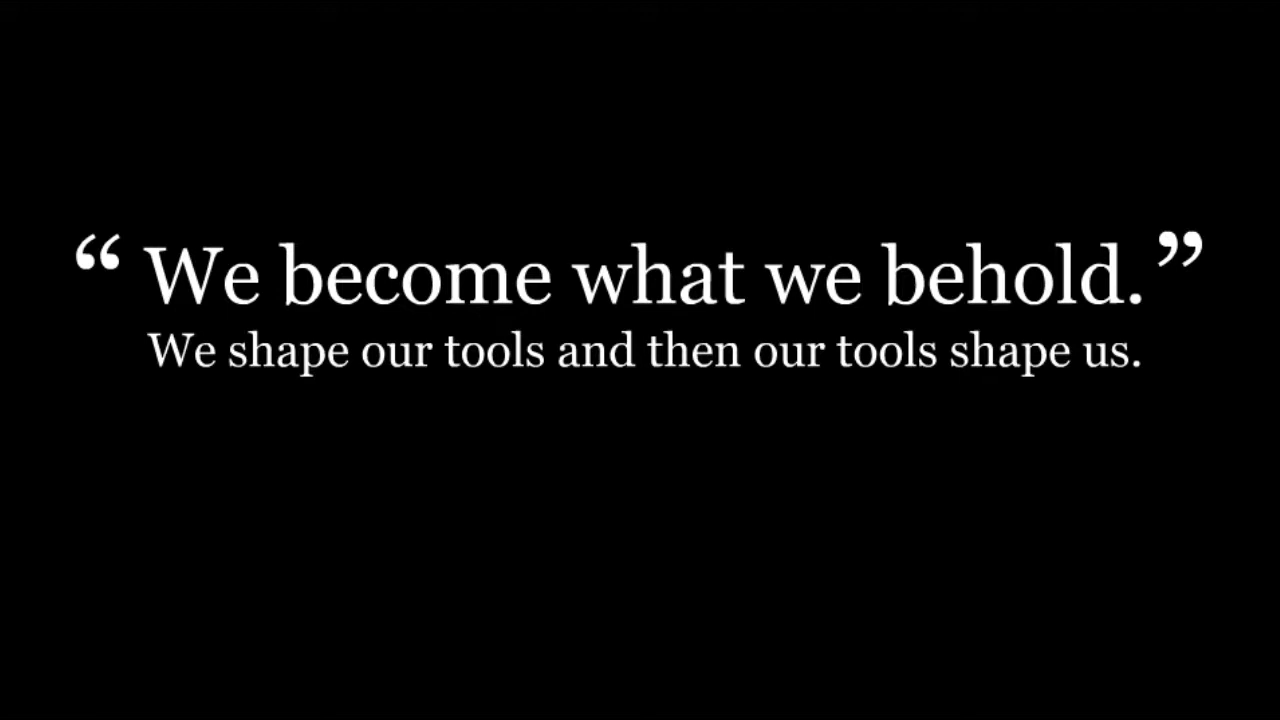 “ We become what we behold. ”
We shape our tools and then our tools shape us.